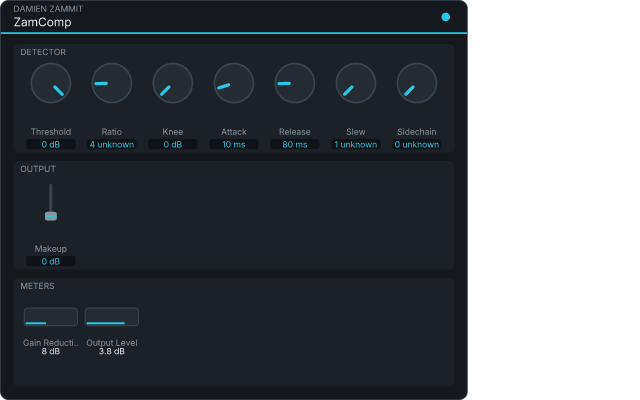 DAMIEN ZAMMIT
ZamComp
DETECTOR
Threshold Ratio Knee Attack Release Slew Sidechain
0 dB 4 unknown 0 dB 10 ms 80 ms 1 unknown 0 unknown
OUTPUT
Makeup
0 dB
METERS
Gain Reducti.. Output Level
8 dB 3.8 dB